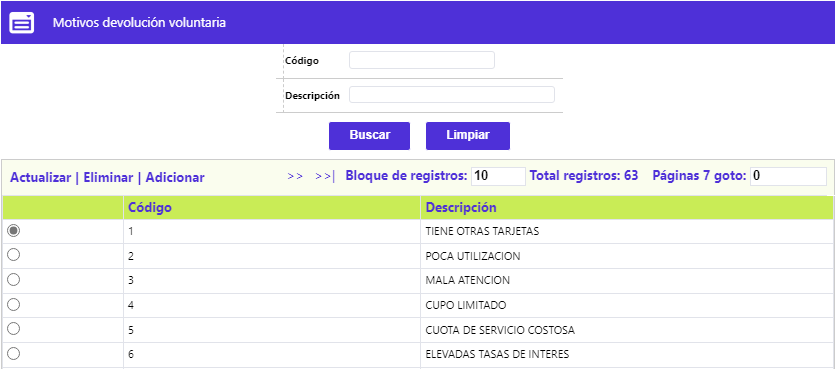 Motivos devolución voluntaria
Código
Descripción
Buscar Limpiar
Actualizar | Eliminar | Adicionar >> >>| Bloque de registros: 10 Total registros: 63 Páginas 7 goto: 0
Código Descripción
1 TIENE OTRAS TARJETAS
2 POCA UTILIZACION
3 MALA ATENCION
4 CUPO LIMITADO
5 CUOTA DE SERVICIO COSTOSA
6 ELEVADAS TASAS DE INTERES